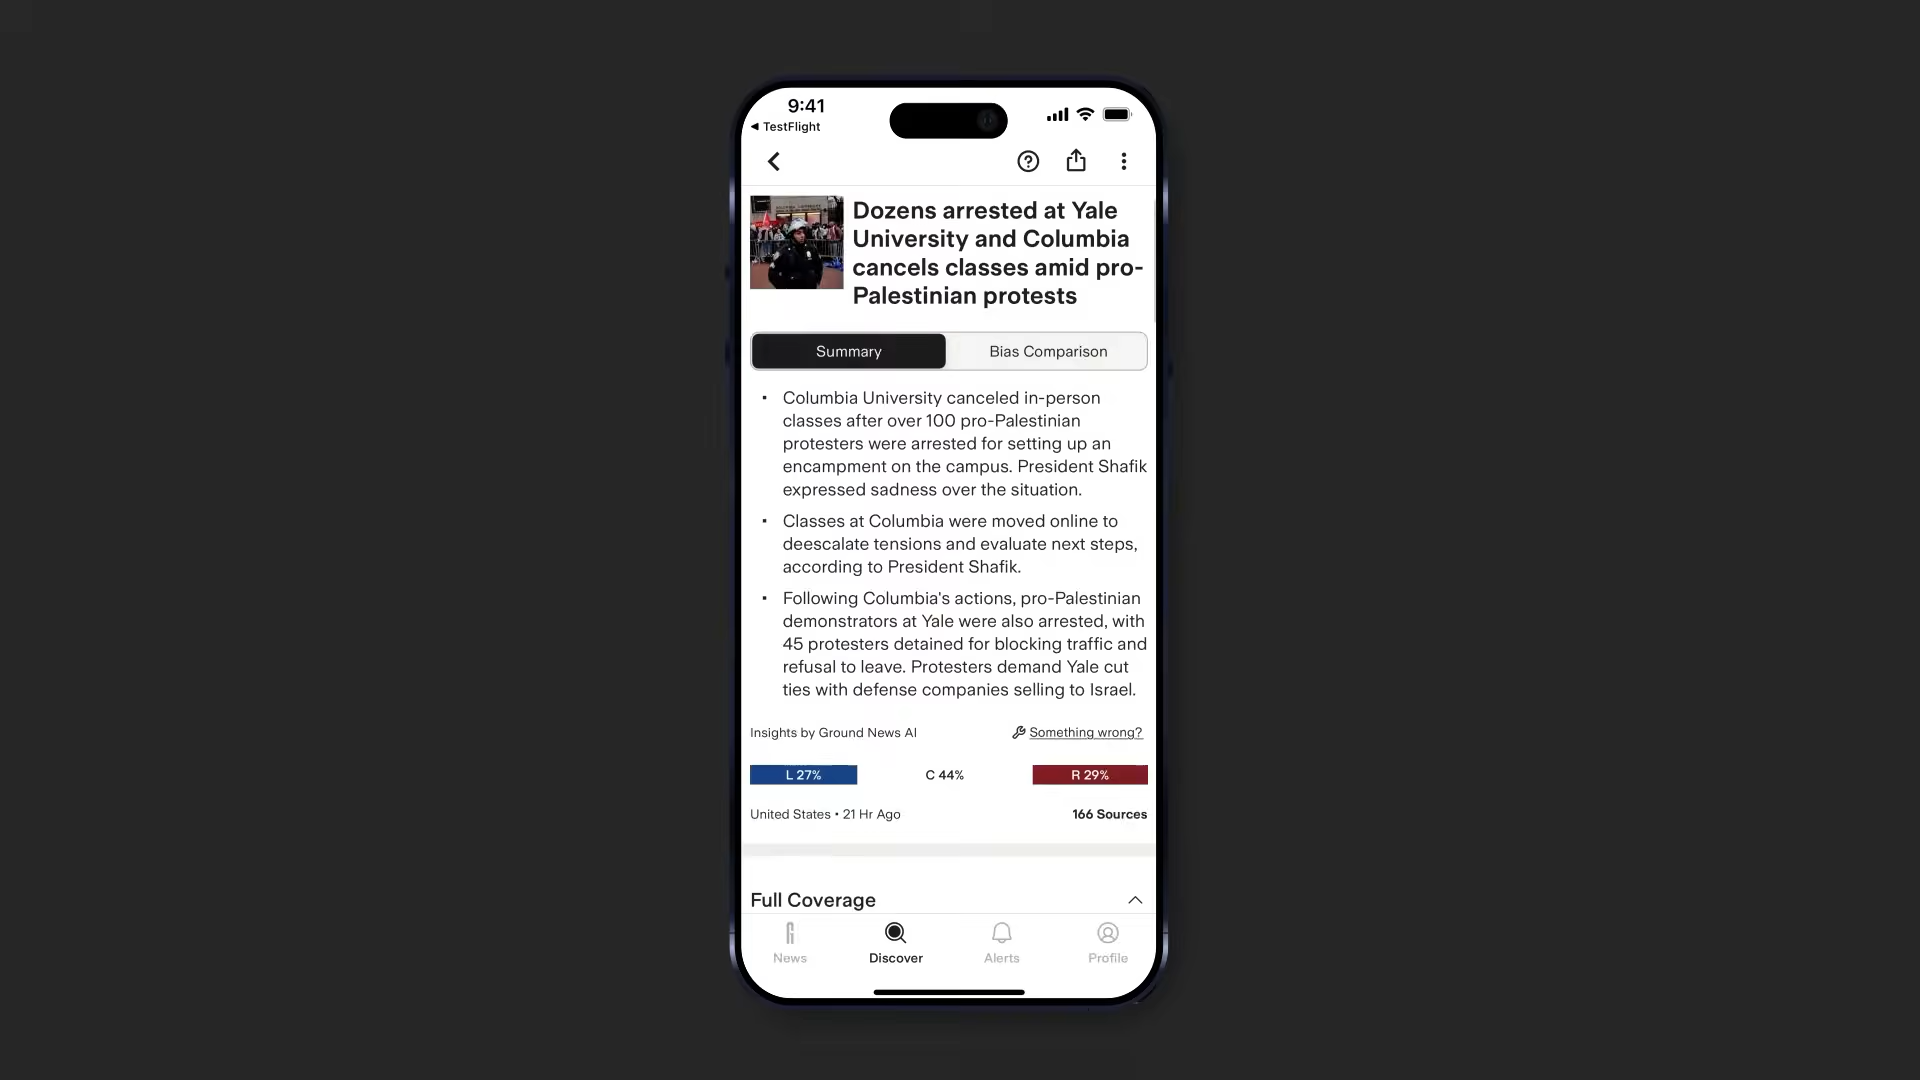 9:41
◀ TestFlight
Dozens arrested at Yale
University and Columbia
cancels classes amid pro-
Palestinian protests
Summary
Bias Comparison
▪ Columbia University canceled in-person
classes after over 100 pro-Palestinian
protesters were arrested for setting up an
encampment on the campus. President Shafik
expressed sadness over the situation.
▪ Classes at Columbia were moved online to
deescalate tensions and evaluate next steps,
according to President Shafik.
▪ Following Columbia's actions, pro-Palestinian
demonstrators at Yale were also arrested, with
45 protesters detained for blocking traffic and
refusal to leave. Protesters demand Yale cut
ties with defense companies selling to Israel.
Insights by Ground News AI
Something wrong?
L 27%
C 44%
R 29%
United States • 21 Hr Ago
166 Sources
Full Coverage
News
Discover
Alerts
Profile